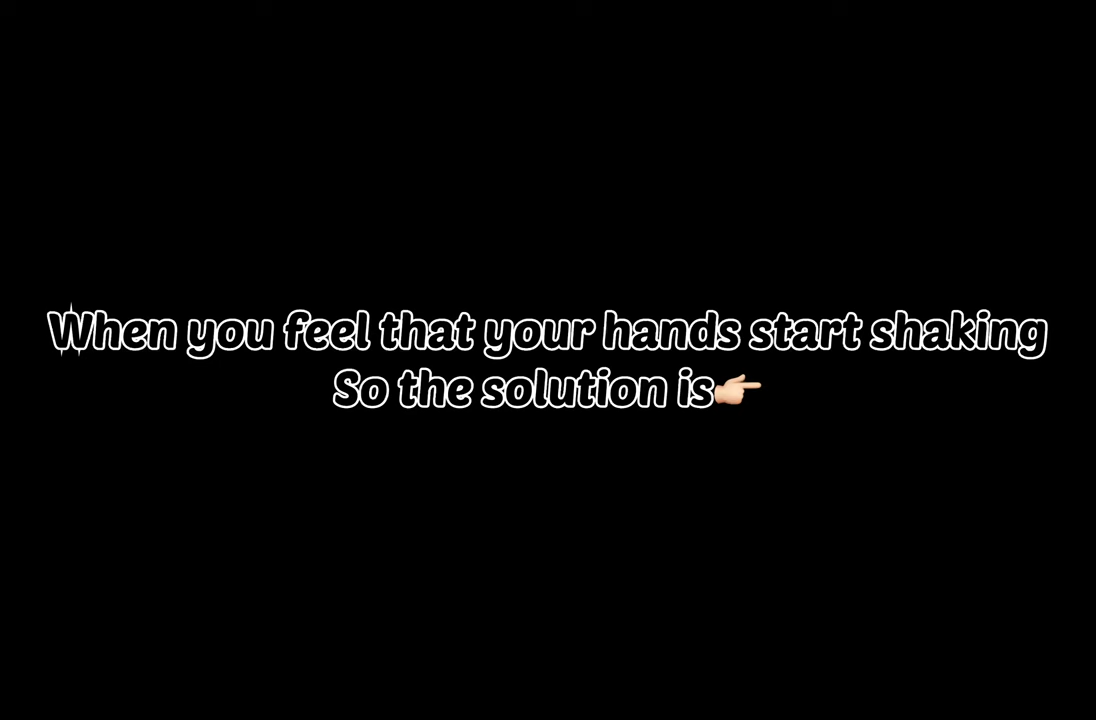 When you feel that your hands start shaking
So the solution is👉🏻